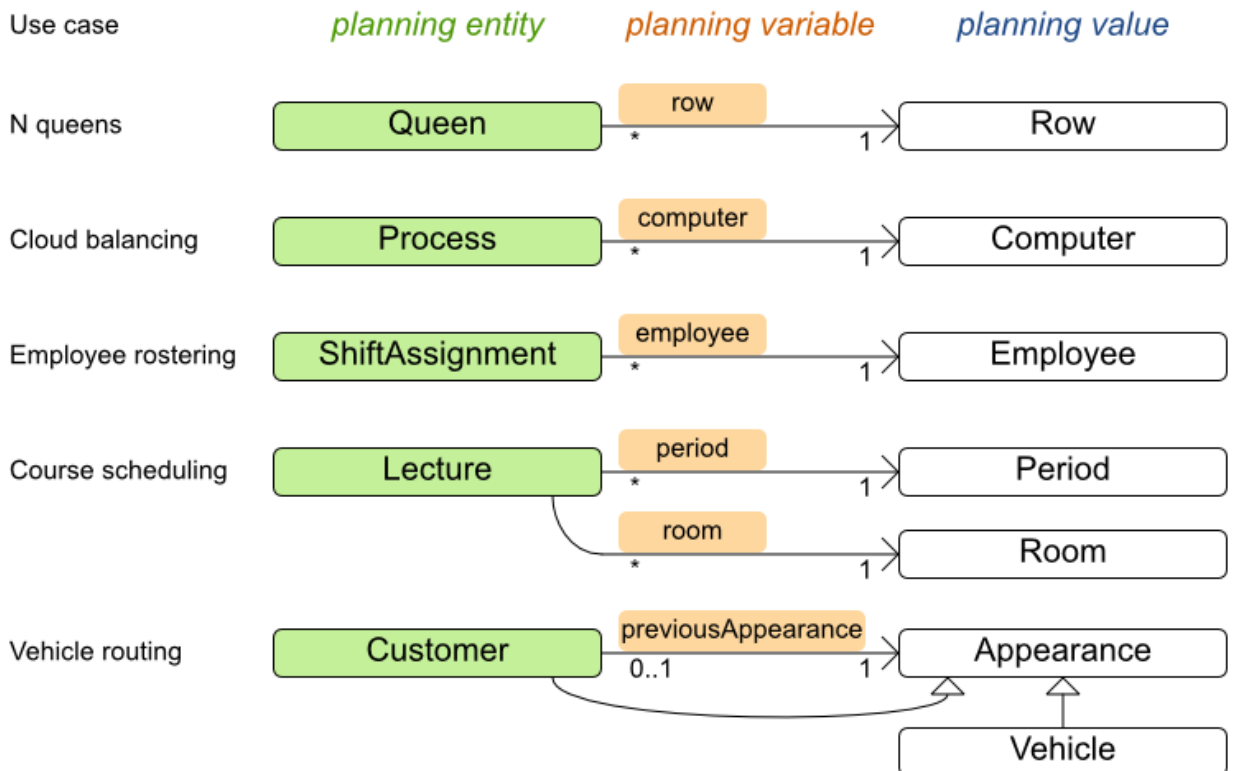 Use case planning entity planning variable planning value
N queens Queen row Row
* 1
Cloud balancing Process computer Computer
* 1
Employee rostering ShiftAssignment employee Employee
* 1
Course scheduling Lecture period Period
* 1
room Room
* 1
Vehicle routing Customer previousAppearance Appearance
0..1 1
Vehicle